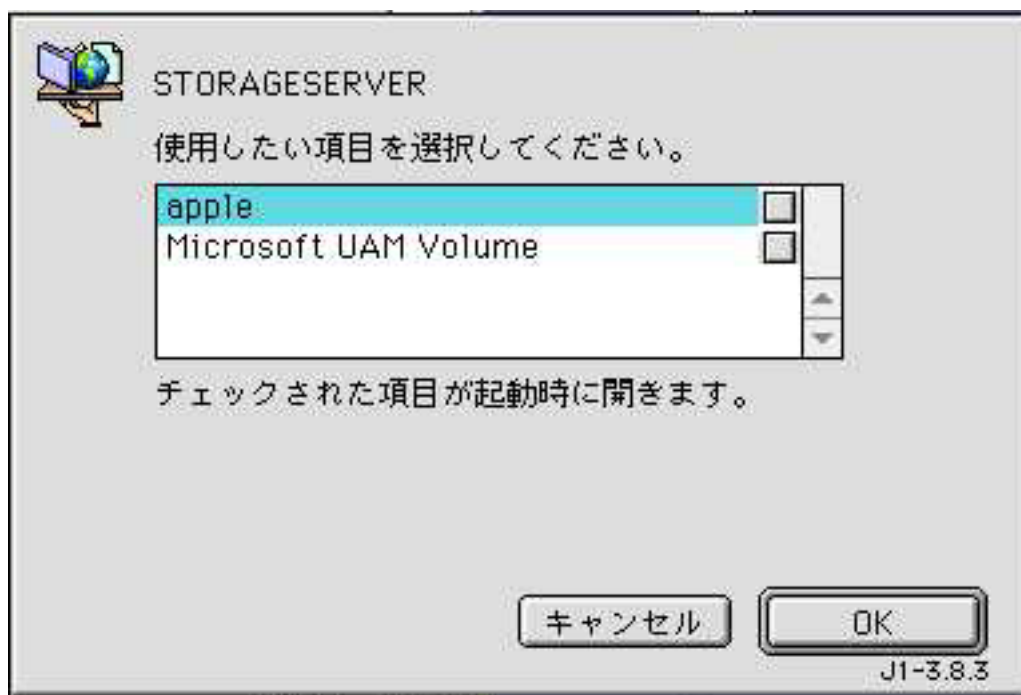 STORAGESERVER
使用したい項目を選択してください。
apple
Microsoft UAM Volume
チェックされた項目が起動時に開きます。
キャンセル
OK
J1-3.8.3